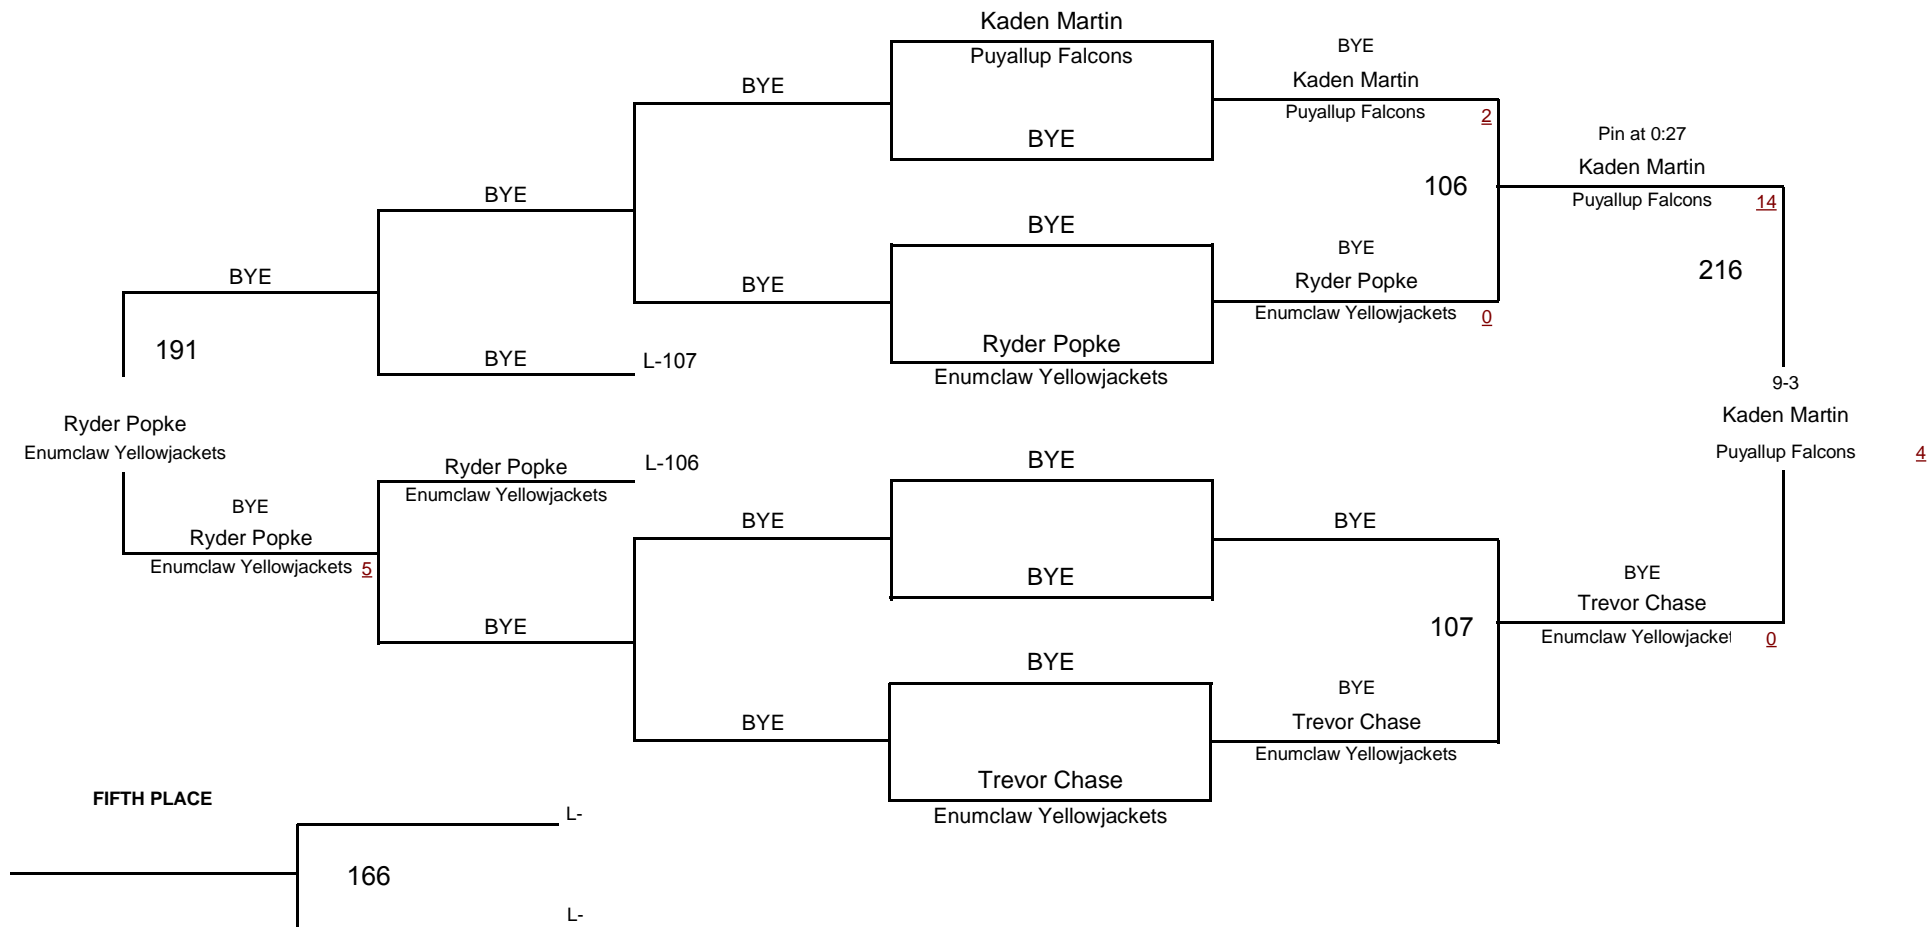 Kaden Martin
Puyallup Falcons
BYE
BYE
Kaden Martin
Puyallup Falcons 2
BYE
Pin at 0:27
Kaden Martin
Puyallup Falcons 14
106
BYE
BYE
BYE
Ryder Popke
Enumclaw Yellowjackets 0
216
BYE
BYE
Ryder Popke
Enumclaw Yellowjackets
191
BYE L-107
9-3
Kaden Martin
Puyallup Falcons 4
Ryder Popke
Enumclaw Yellowjackets
Ryder Popke L-106
Enumclaw Yellowjackets
BYE
BYE
Ryder Popke
Enumclaw Yellowjackets 5
BYE
BYE
BYE
BYE
Trevor Chase
Enumclaw Yellowjacket 0
107
BYE
BYE
BYE
BYE
Trevor Chase
Enumclaw Yellowjackets
Trevor Chase
Enumclaw Yellowjackets
FIFTH PLACE
L-
166
L-